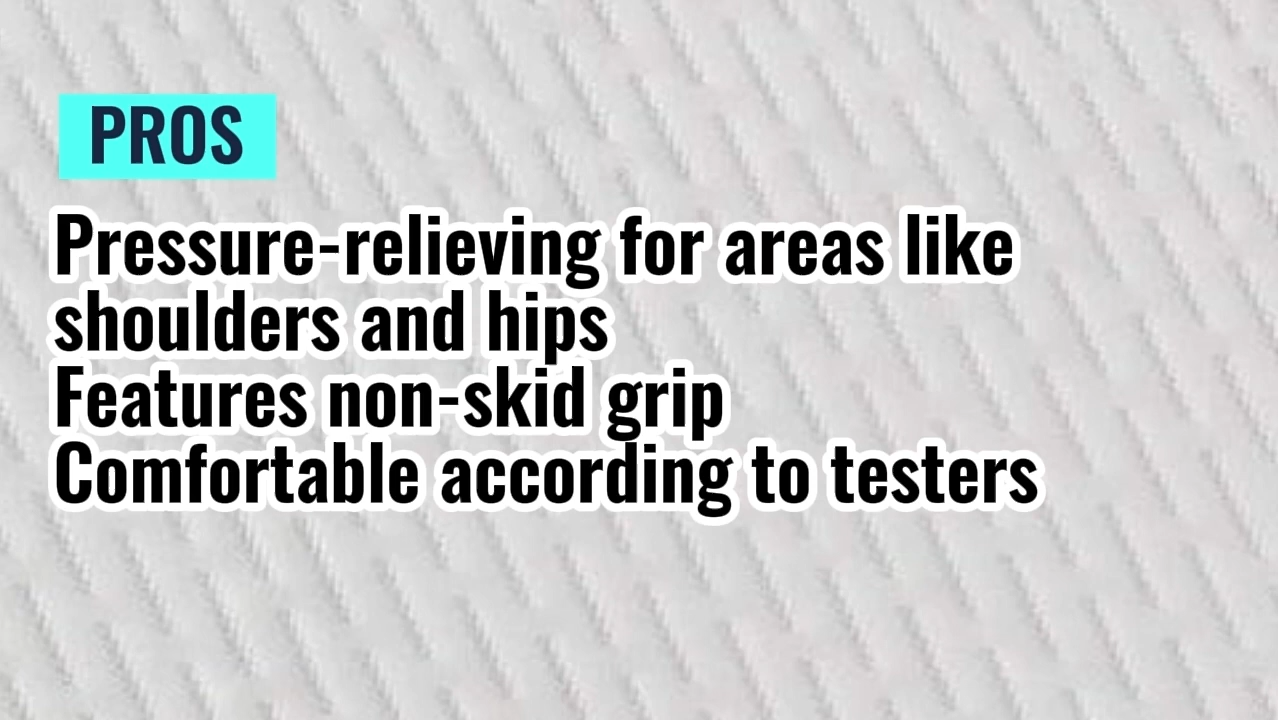 PROS
Pressure-relieving for areas like
shoulders and hips
Features non-skid grip
Comfortable according to testers